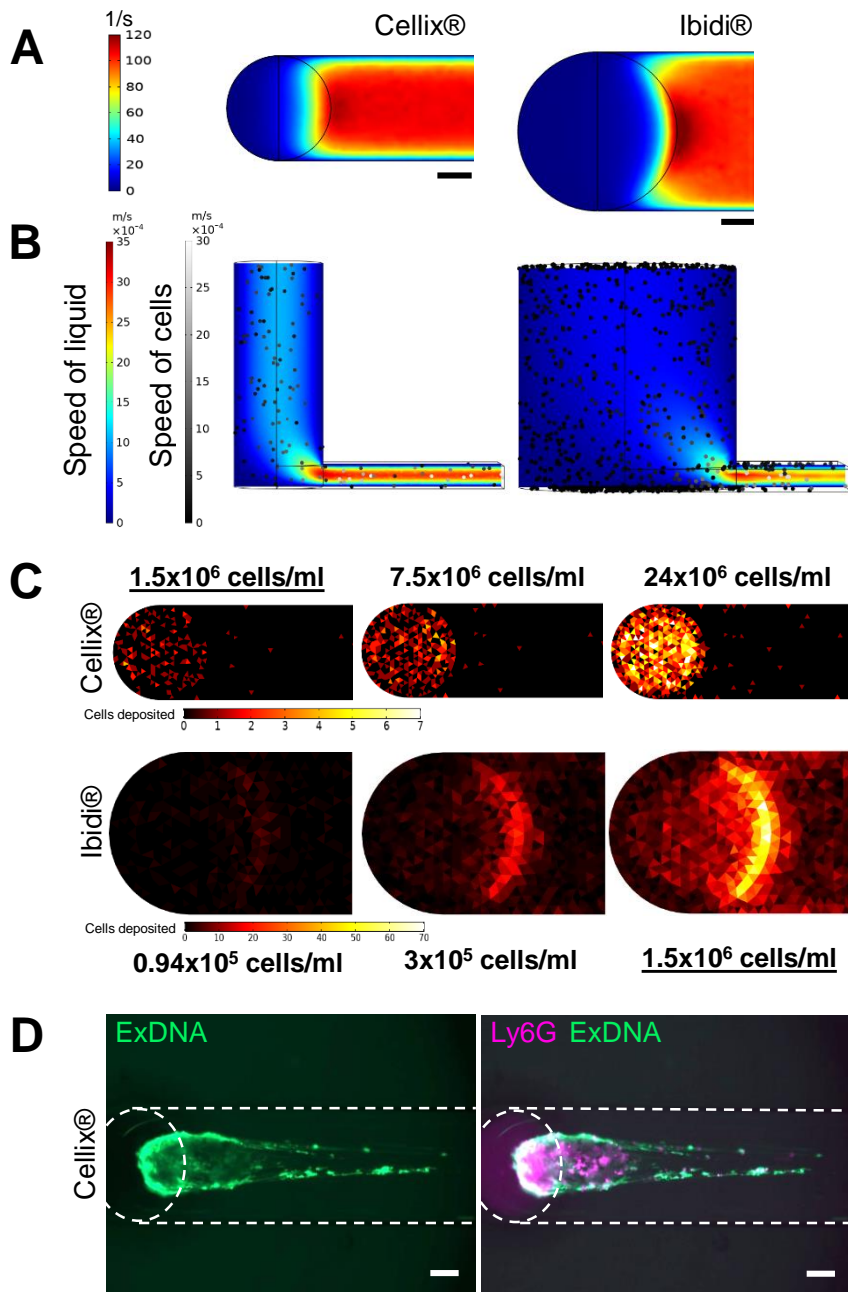 A
1/s
120
100
80
60
40
20
0
Cellix®
Ibidi®
B
Speed of liquid
m/s
×10⁻⁴
35
30
25
20
15
10
5
0
Speed of cells
m/s
×10⁻⁴
30
25
20
15
10
5
0
C
1.5x10⁶ cells/ml
7.5x10⁶ cells/ml
24x10⁶ cells/ml
Cellix®
Cells deposited
0 1 2 3 4 5 6 7
Ibidi®
Cells deposited
0 10 20 30 40 50 60 70
0.94x10⁵ cells/ml
3x10⁵ cells/ml
1.5x10⁶ cells/ml
D
Cellix®
ExDNA
Ly6G ExDNA